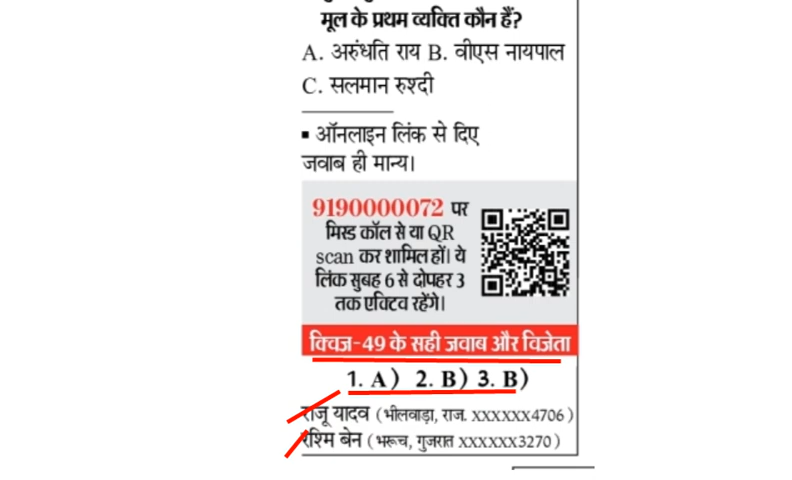 मूल के प्रथम व्यक्ति कौन हैं?
A. अरुंधति राय B. वीएस नायपाल
C. सलमान रुश्दी
▪ ऑनलाइन लिंक से दिए
जवाब ही मान्य।
9190000072 पर
मिस्ड कॉल से या QR
scan कर शामिल हों। ये
लिंक सुबह 6 से दोपहर 3
तक एक्टिव रहेंगे।
क्विज-49 के सही जवाब और विजेता
1. A) 2. B) 3. B)
राजू यादव (भीलवाड़ा, राज. xxxxxx4706)
रश्मि बेन (भरूच, गुजरात xxxxxx3270)